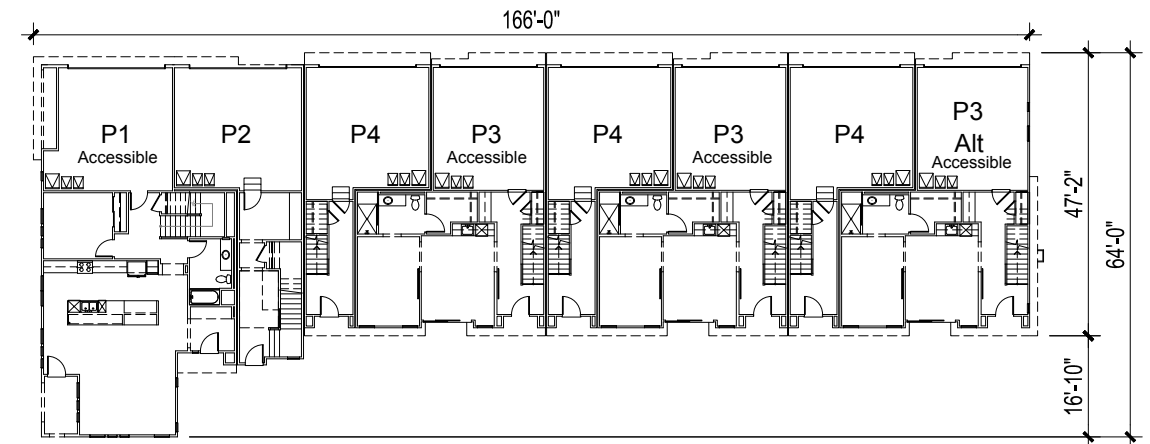 166'-0"
P1
Accessible
P2
P4
P3
Accessible
P4
P3
Accessible
P4
P3
Alt
Accessible
47'-2"
64'-0"
16'-10"